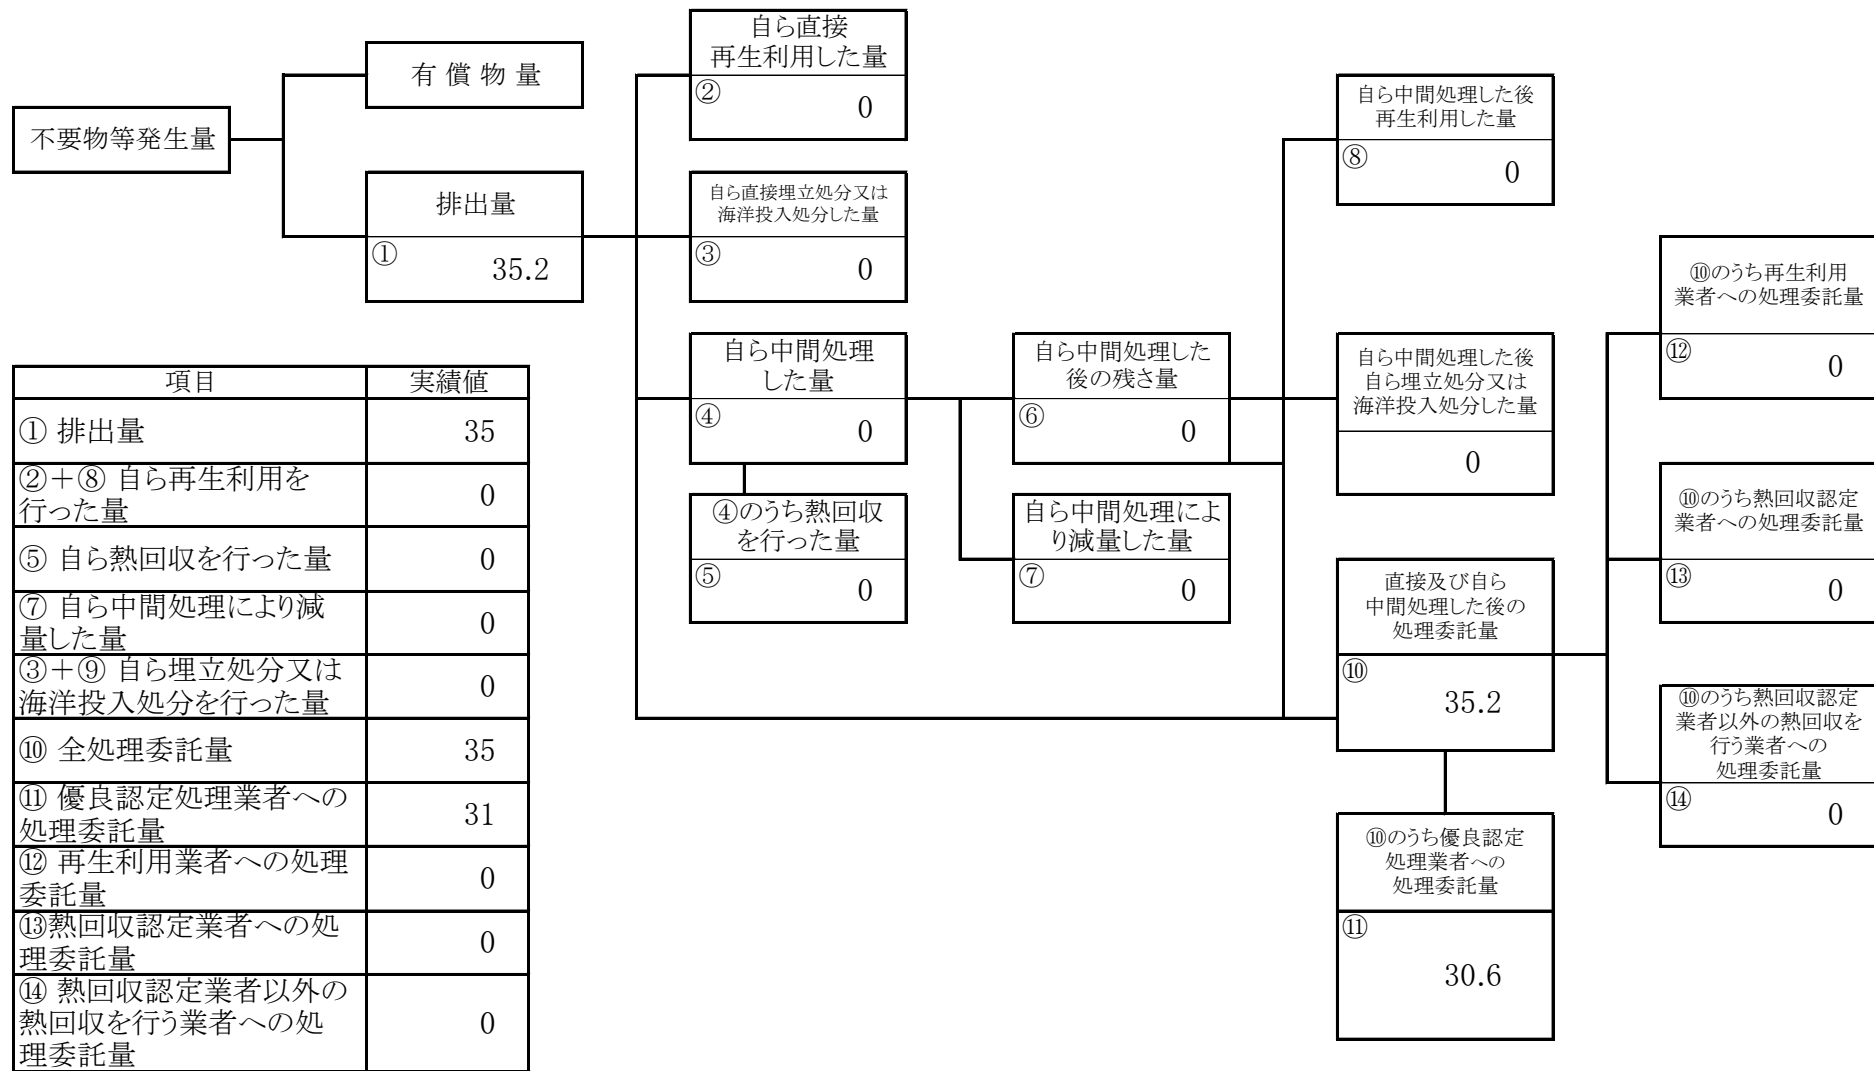 自ら直接
再生利用した量
②
0
有償物量
不要物等発生量
排出量
①
35.2
自ら直接埋立処分又は
海洋投入処分した量
③
0
自ら中間処理した後
再生利用した量
⑧
0
自ら中間処理
した量
④
0
④のうち熱回収
を行った量
⑤
0
自ら中間処理した
後の残さ量
⑥
0
自ら中間処理によ
り減量した量
⑦
0
自ら中間処理した後
自ら埋立処分又は
海洋投入処分した量
0
直接及び自ら
中間処理した後の
処理委託量
⑩
35.2
⑩のうち優良認定
処理業者への
処理委託量
⑪
30.6
⑩のうち再生利用
業者への処理委託量
⑫
0
⑩のうち熱回収認定
業者への処理委託量
⑬
0
⑩のうち熱回収認定
業者以外の熱回収を
行う業者への
処理委託量
⑭
0
項目 実績値
① 排出量 35
②＋⑧ 自ら再生利用を
行った量 0
⑤ 自ら熱回収を行った量 0
⑦ 自ら中間処理により減
量した量 0
③＋⑨ 自ら埋立処分又は
海洋投入処分を行った量 0
⑩ 全処理委託量 35
⑪ 優良認定処理業者への
処理委託量 31
⑫ 再生利用業者への処理
委託量 0
⑬熱回収認定業者への処
理委託量 0
⑭ 熱回収認定業者以外の
熱回収を行う業者への処
理委託量 0